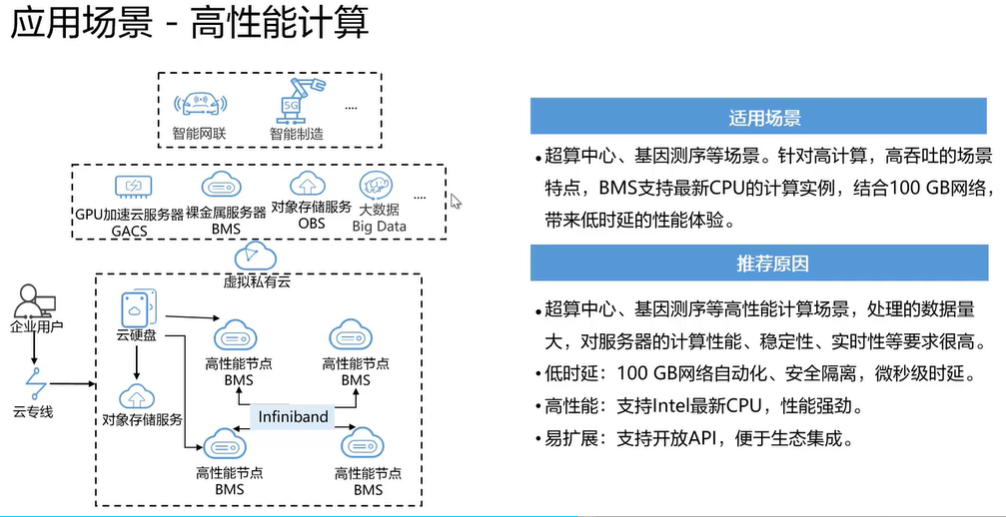 应用场景 - 高性能计算
智能网联
5G
智能制造
....
GPU加速云服务器
GACS
裸金属服务器
BMS
对象存储服务
OBS
大数据
Big Data
....
虚拟私有云
企业用户
云专线
云硬盘
对象存储服务
高性能节点
BMS
高性能节点
BMS
Infiniband
高性能节点
BMS
高性能节点
BMS
适用场景
•超算中心、基因测序等场景。针对高计算，高吞吐的场景
特点，BMS支持最新CPU的计算实例，结合100 GB网络，
带来低时延的性能体验。
推荐原因
•超算中心、基因测序等高性能计算场景，处理的数据量
大，对服务器的计算性能、稳定性、实时性等要求很高。
•低时延：100 GB网络自动化、安全隔离，微秒级时延。
•高性能：支持Intel最新CPU，性能强劲。
•易扩展：支持开放API，便于生态集成。